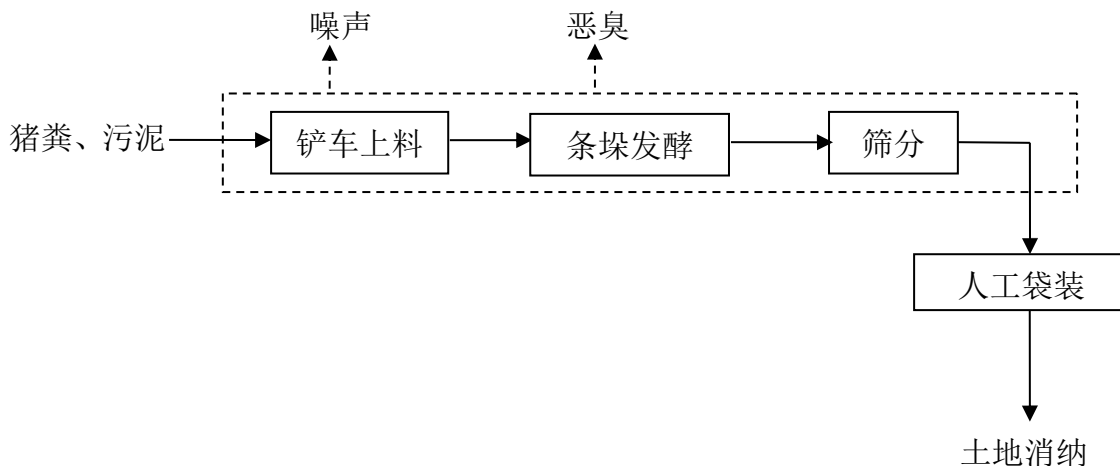 噪声
恶臭
猪粪、污泥
铲车上料
条垛发酵
筛分
人工袋装
土地消纳